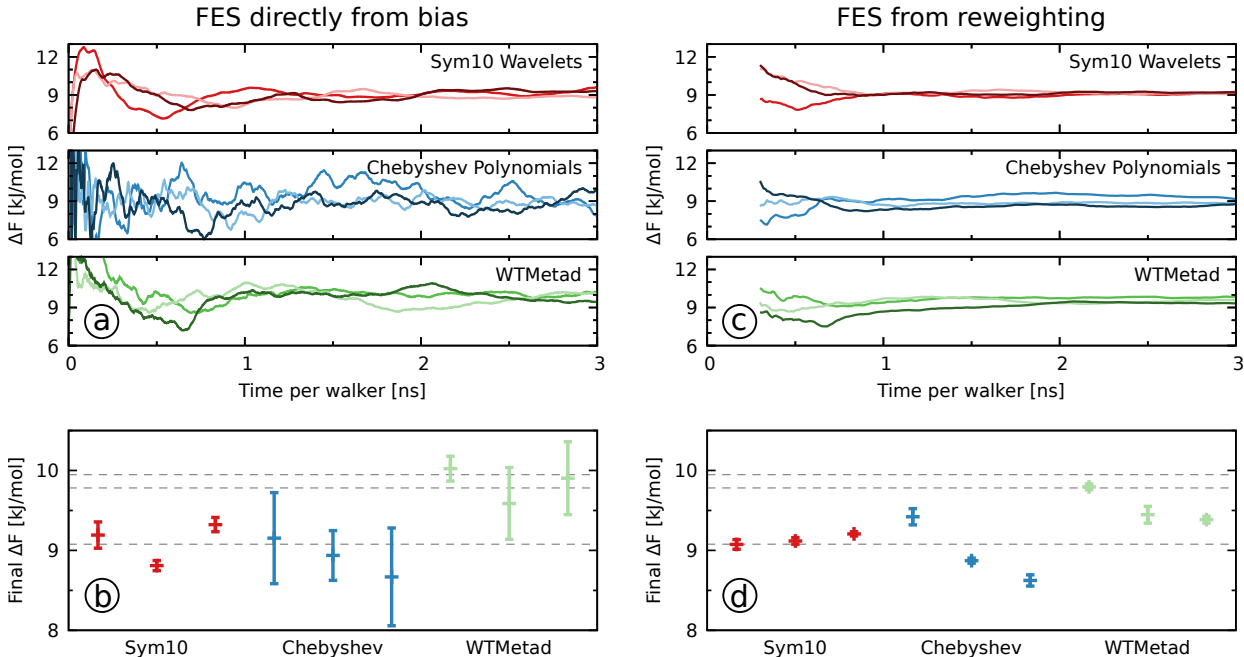 FES directly from bias
FES from reweighting
12
9
6
Sym10 Wavelets
12
9
6
Chebyshev Polynomials
ΔF [kJ/mol]
12
9
6
WTMetad
a
0 1 2 3
Time per walker [ns]
12
9
6
Sym10 Wavelets
12
9
6
Chebyshev Polynomials
ΔF [kJ/mol]
12
9
6
WTMetad
c
0 1 2 3
Time per walker [ns]
10
9
8
Final ΔF [kJ/mol]
b
Sym10 Chebyshev WTMetad
10
9
8
Final ΔF [kJ/mol]
d
Sym10 Chebyshev WTMetad